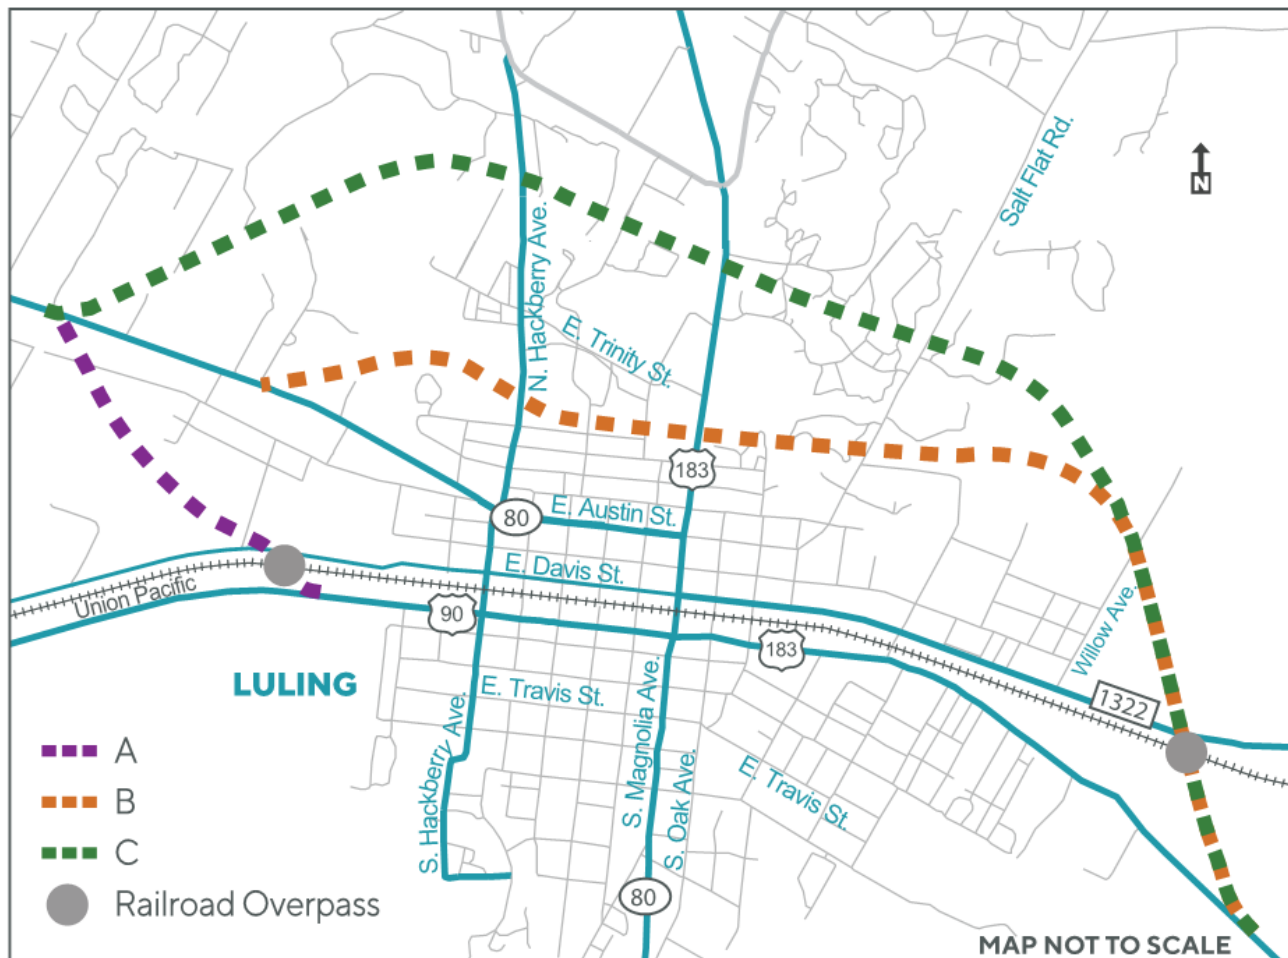 Salt Flat Rd.
N
N. Hackberry Ave.
E. Trinity St.
183
80
E. Austin St.
E. Davis St.
Union Pacific
90
183
Willow Ave.
LULING
E. Travis St.
1322
S. Hackberry Ave.
S. Magnolia Ave.
S. Oak Ave.
E. Travis St.
80
A
B
C
Railroad Overpass
MAP NOT TO SCALE